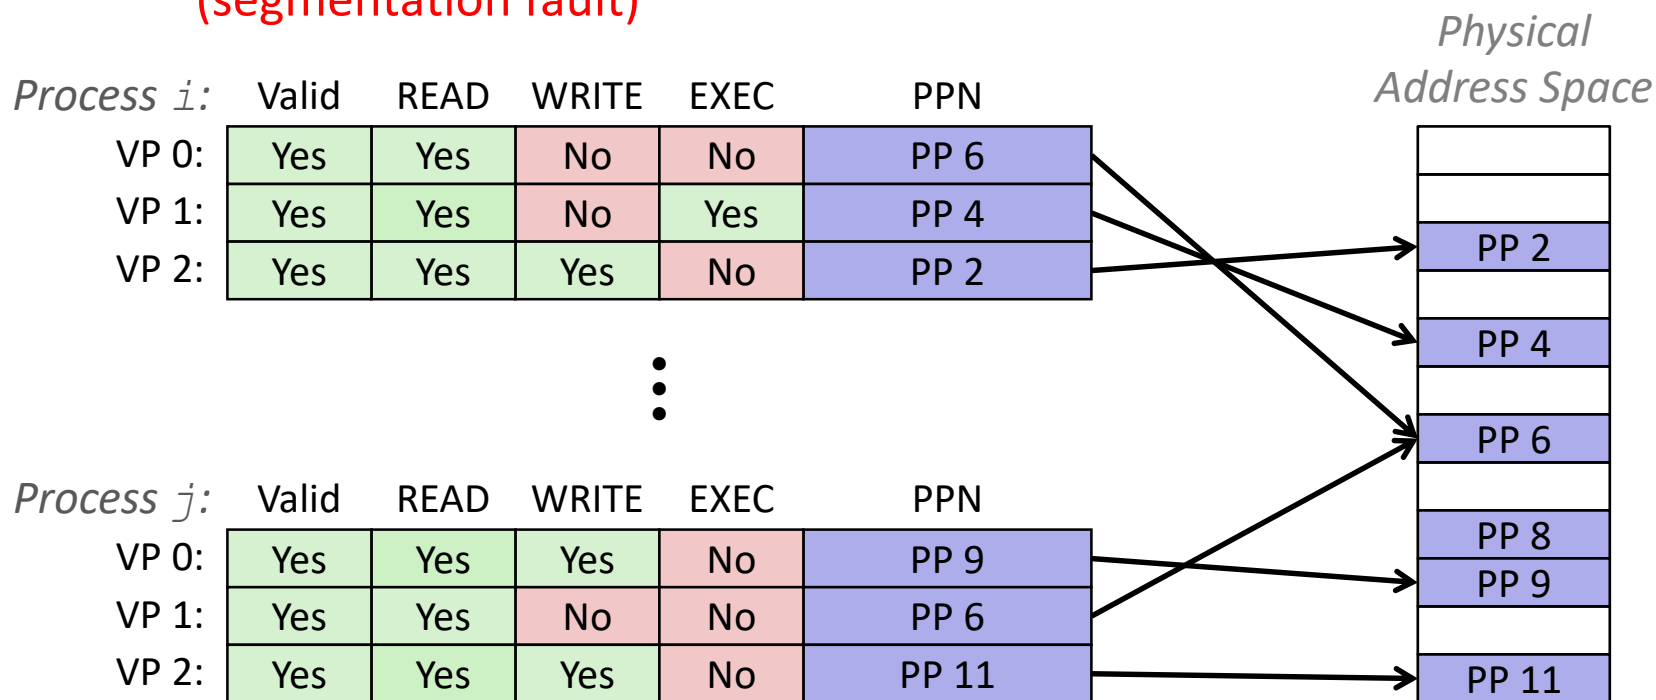 (segmentation fault)
Physical
Address Space
Process i: Valid READ WRITE EXEC PPN
VP 0: Yes Yes No No PP 6
VP 1: Yes Yes No Yes PP 4
VP 2: Yes Yes Yes No PP 2
PP 2
PP 4
PP 6
Process j: Valid READ WRITE EXEC PPN
VP 0: Yes Yes Yes No PP 9
VP 1: Yes Yes No No PP 6
VP 2: Yes Yes Yes No PP 11
PP 8
PP 9
PP 11